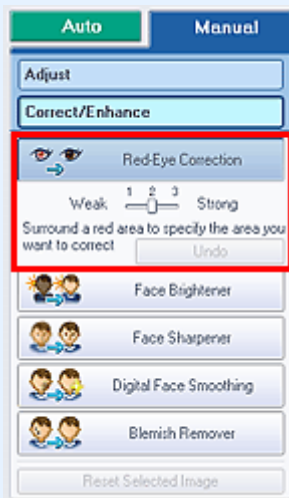 Auto Manual
Adjust
Correct/Enhance
Red-Eye Correction
1 2 3
Weak Strong
Surround a red area to specify the area you
want to correct Undo
Face Brightener
Face Sharpener
Digital Face Smoothing
Blemish Remover
Reset Selected Image